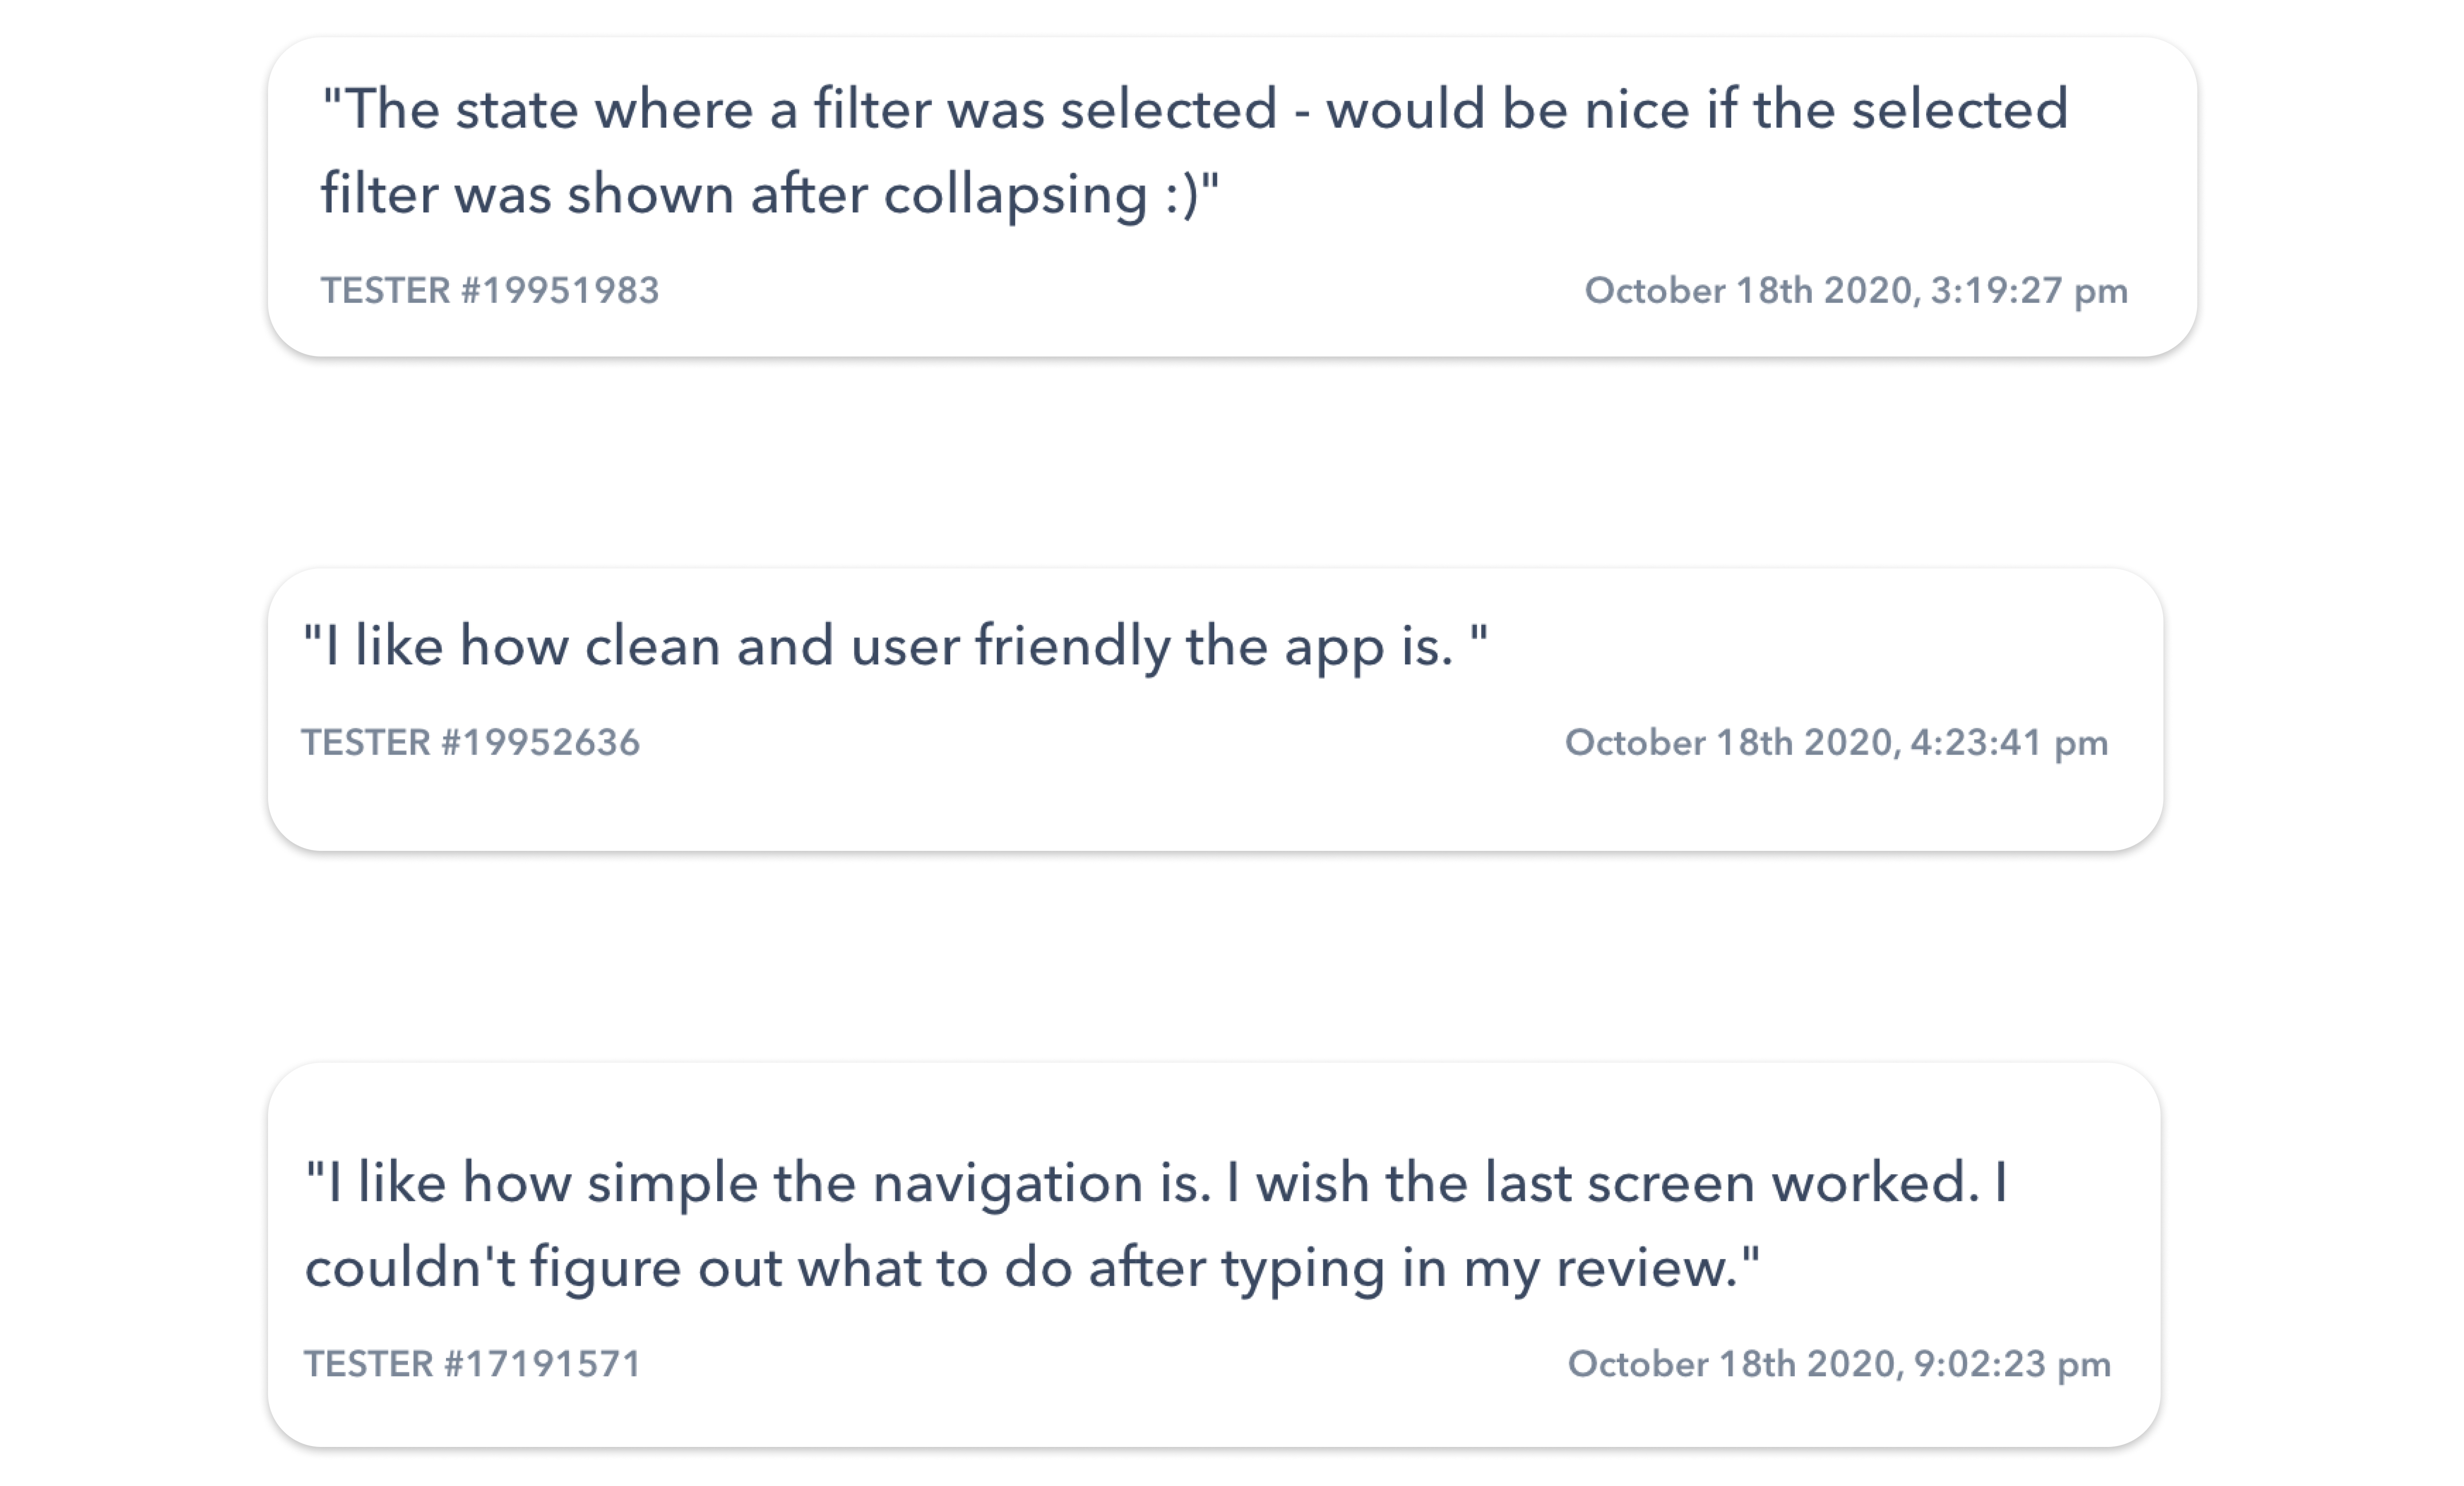 "The state where a filter was selected - would be nice if the selected
filter was shown after collapsing :)"
TESTER #19951983 October 18th 2020, 3:19:27 pm
"I like how clean and user friendly the app is. "
TESTER #19952636 October 18th 2020, 4:23:41 pm
"I like how simple the navigation is. I wish the last screen worked. I
couldn't figure out what to do after typing in my review."
TESTER #17191571 October 18th 2020, 9:02:23 pm